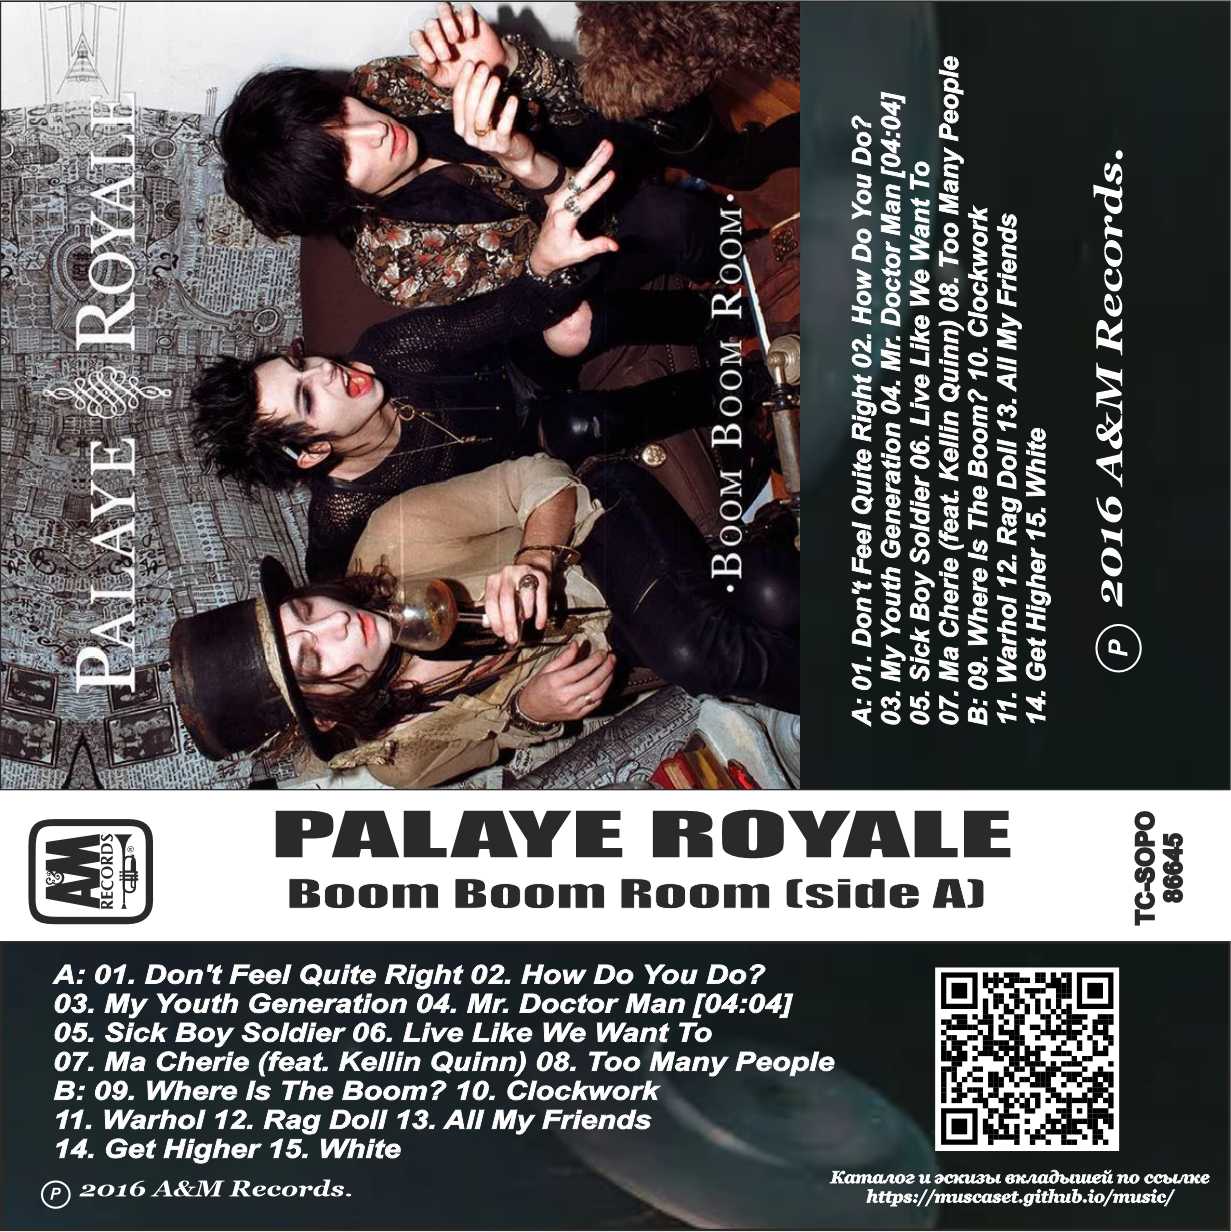 PALAYE ROYALE
·BOOM BOOM ROOM·
A: 01. Don't Feel Quite Right 02. How Do You Do?
03. My Youth Generation 04. Mr. Doctor Man [04:04]
05. Sick Boy Soldier 06. Live Like We Want To
07. Ma Cherie (feat. Kellin Quinn) 08. Too Many People
B: 09. Where Is The Boom? 10. Clockwork
11. Warhol 12. Rag Doll 13. All My Friends
14. Get Higher 15. White
Ⓟ 2016 A&M Records.
A&M
RECORDS
®
PALAYE ROYALE
Boom Boom Room (side A)
TC-SOPO
86645
A: 01. Don't Feel Quite Right 02. How Do You Do?
03. My Youth Generation 04. Mr. Doctor Man [04:04]
05. Sick Boy Soldier 06. Live Like We Want To
07. Ma Cherie (feat. Kellin Quinn) 08. Too Many People
B: 09. Where Is The Boom? 10. Clockwork
11. Warhol 12. Rag Doll 13. All My Friends
14. Get Higher 15. White
Ⓟ 2016 A&M Records.
Каталог и эскизы вкладышей по ссылке
https://muscaset.github.io/music/